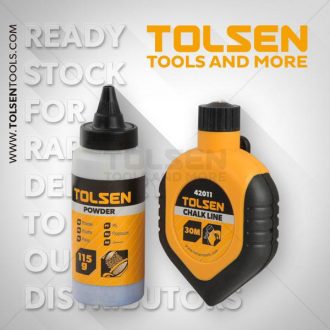 READY
STOCK
FOR
RAP
DE
TO
OU
DISTRIBUTORS
WWW.TOLSENTOOLS.COM
TOLSEN
TOOLS AND MORE
TOLSEN
POWDER
115
g
42011
TOLSEN
CHALK LINE
30M